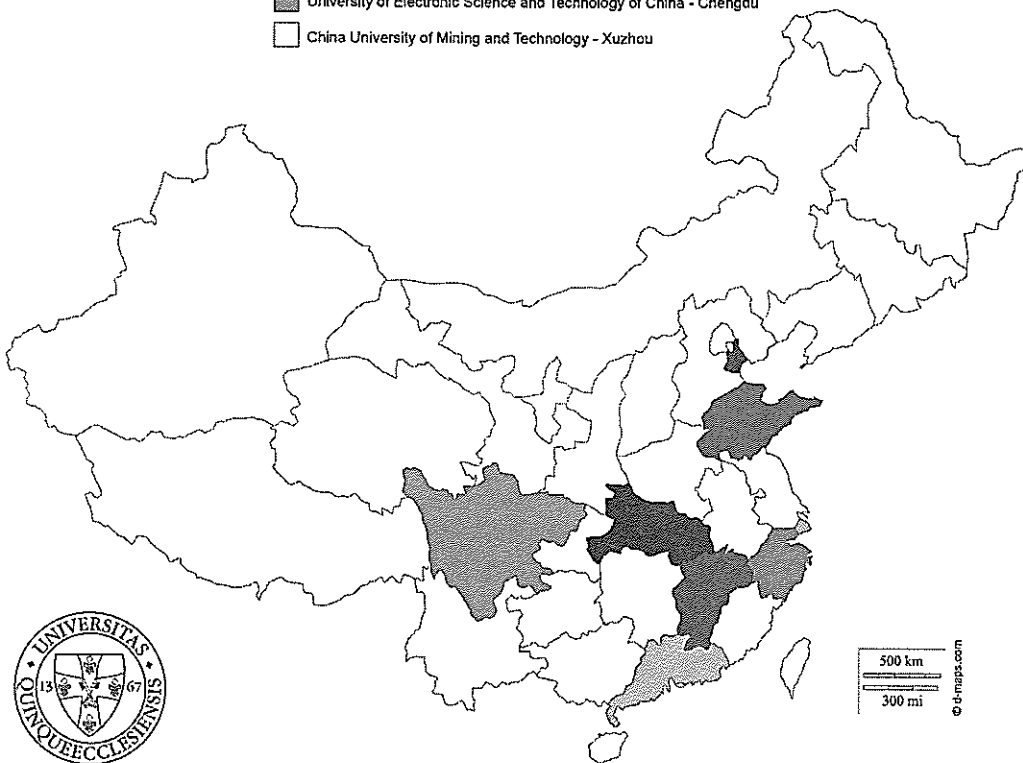 University of Electronic Science and Technology of China - Chengdu
China University of Mining and Technology - Xuzhou
UNIVERSITAS
13 67
QUINQUEECCLESIENSIS
500 km
300 mi
© d-maps.com